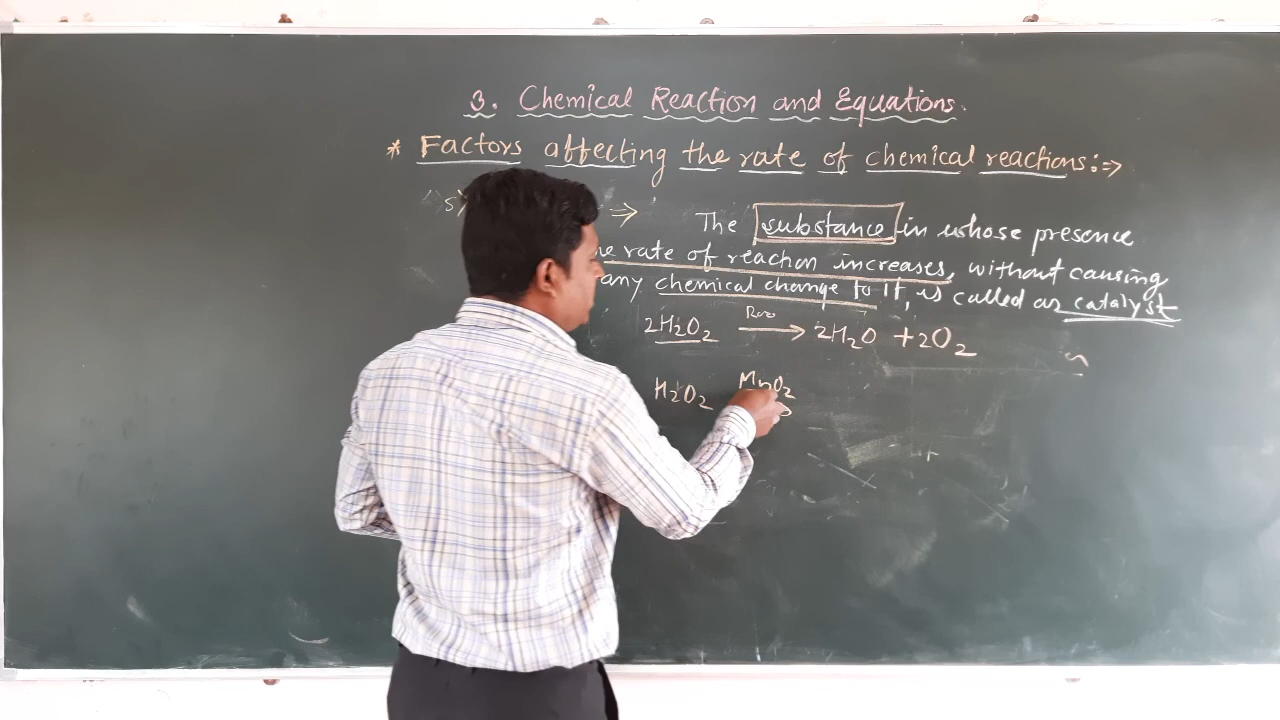 3. Chemical Reaction and Equations.
* Factors affecting the rate of chemical reactions:⇒
⇒ The substance in whose presence
rate of reaction increases, without causing
any chemical change to it, is called as catalyst
2H2O2 → 2H2O + 2O2
H2O2 MnO2